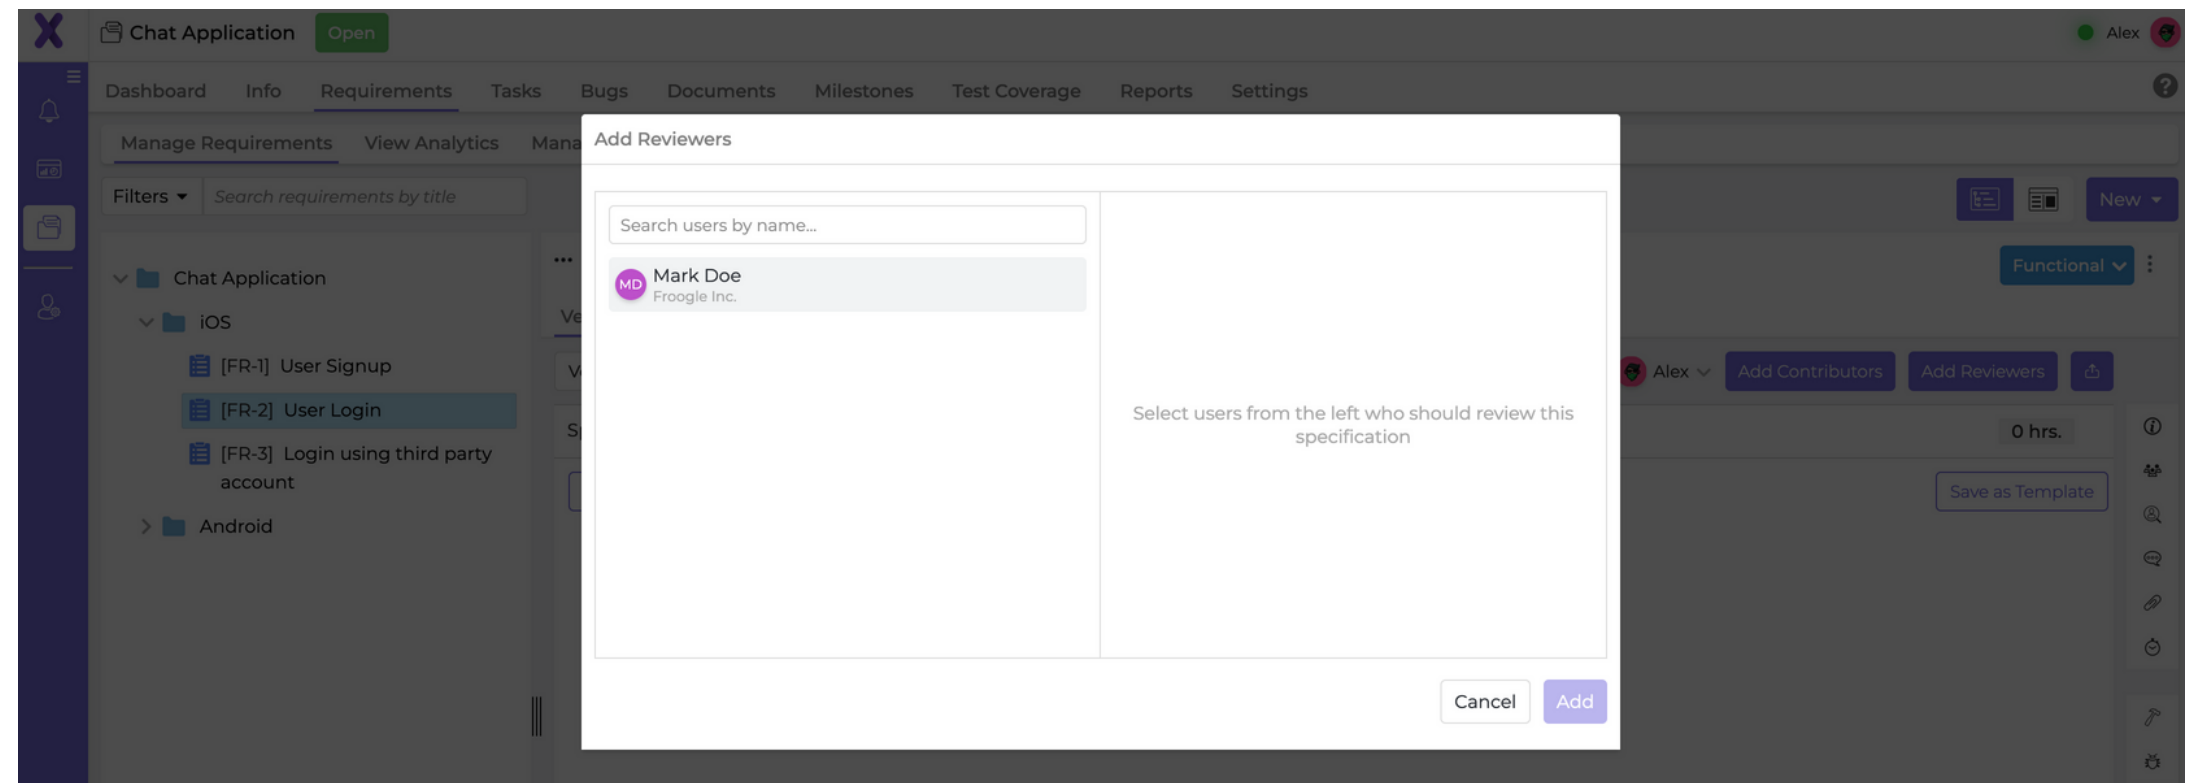 Chat Application Open
Alex
Dashboard Info Requirements Tasks Bugs Documents Milestones Test Coverage Reports Settings
Manage Requirements View Analytics
Add Reviewers
Filters Search requirements by title
New
Search users by name...
Chat Application
Functional
Mark Doe
MD
Froogle Inc.
iOS
[FR-1] User Signup
Alex Add Contributors Add Reviewers
[FR-2] User Login
Select users from the left who should review this
specification
0 hrs.
[FR-3] Login using third party
account
Save as Template
Android
Cancel Add